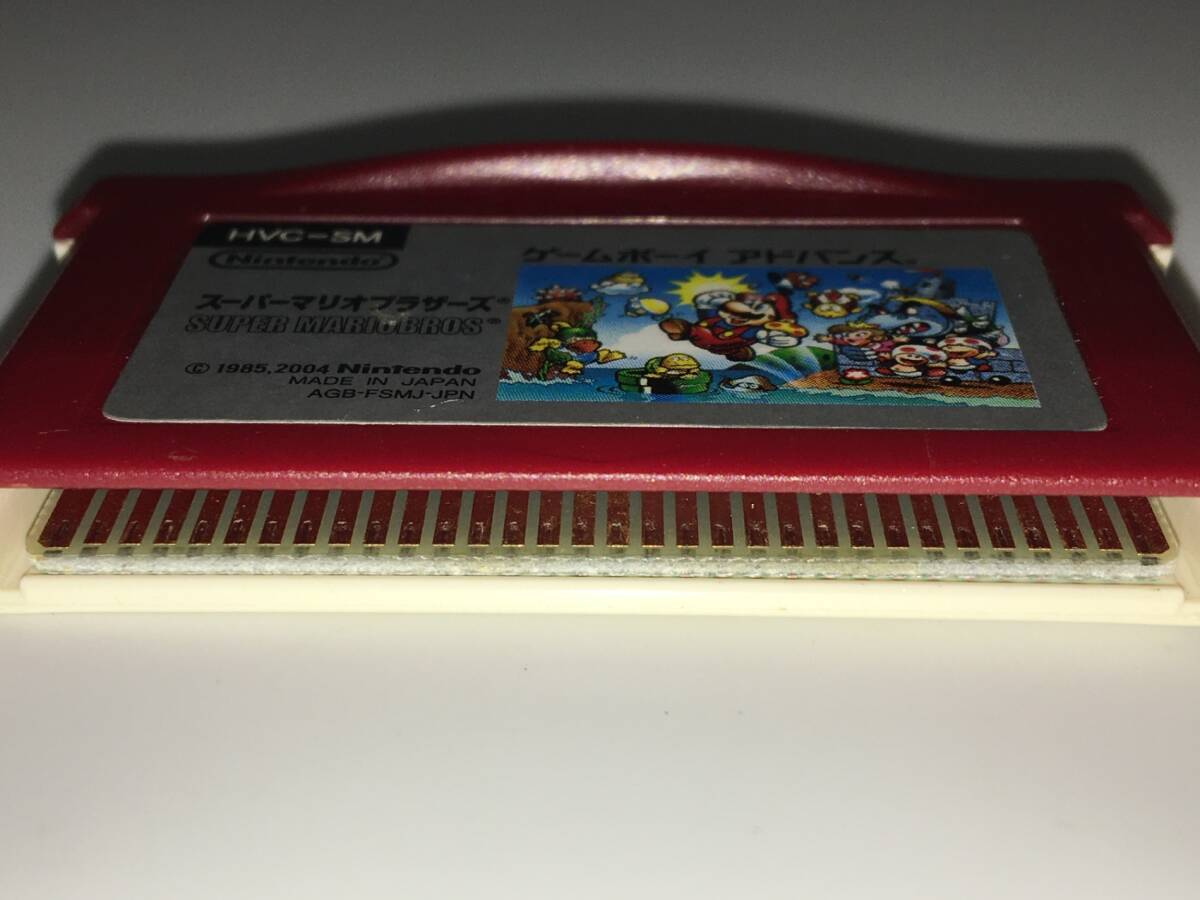 HVC-SM
Nintendo
ゲームボーイ アドバンス®
スーパーマリオブラザーズ®
SUPER MARIO BROS®
© 1985,2004 Nintendo
MADE IN JAPAN
AGB-FSMJ-JPN